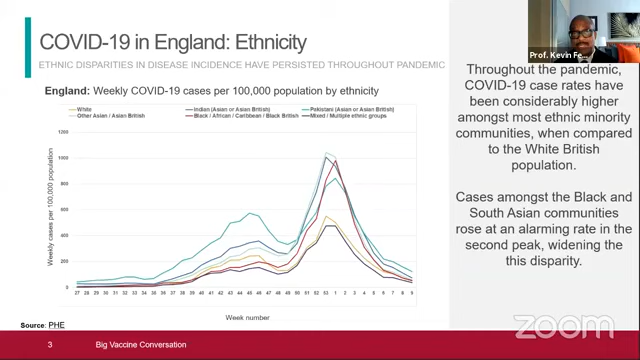 COVID-19 in England: Ethnicity
ETHNIC DISPARITIES IN DISEASE INCIDENCE HAVE PERSISTED THROUGHOUT PANDEMIC
England: Weekly COVID-19 cases per 100,000 population by ethnicity
White
Indian (Asian or Asian British)
Pakistani (Asian or Asian British)
Other Asian / Asian British
Black / African / Caribbean / Black British
Mixed / Multiple ethnic groups
Weekly cases per 100,000 population
1200
1000
800
600
400
200
0
27 28 29 30 31 32 33 34 35 36 37 38 39 40 41 42 43 44 45 46 47 48 49 50 51 52 53 1 2 3 4 5 6 7 8 9
Week number
Source: PHE
Prof. Kevin Fe
Throughout the pandemic,
COVID-19 case rates have
been considerably higher
amongst most ethnic minority
communities, when compared
to the White British
population.
Cases amongst the Black and
South Asian communities
rose at an alarming rate in the
second peak, widening the
this disparity.
zoom
3
Big Vaccine Conversation